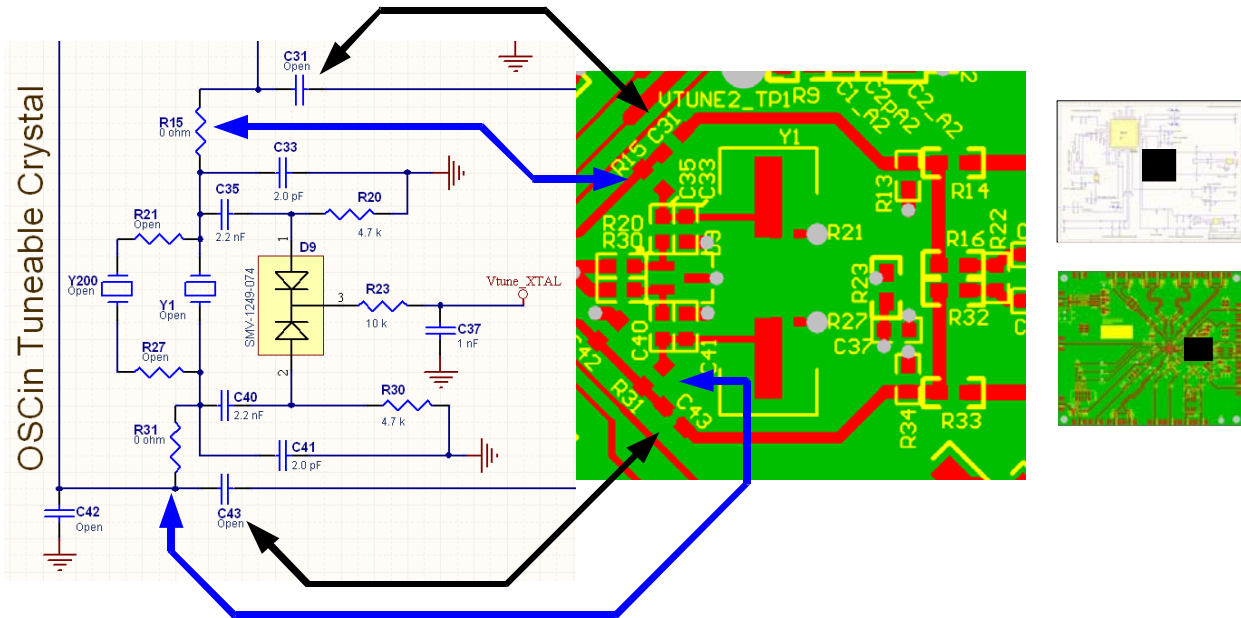 OSCin Tuneable Crystal
C31
Open
R15
0 ohm
C33
2.0 pF
C35
2.2 nF
R20
4.7 k
R21
Open
Y200
Open
Y1
Open
1
D9
SMV-1249-074
3
R23
10 k
Vtune_XTAL
C37
1 nF
R27
Open
2
C40
2.2 nF
R30
4.7 k
R31
0 ohm
C41
2.0 pF
C42
Open
C43
Open
VTUNE2_TP1
R9
C1_A2
C2_A2
C31
R15
Y1
C35
C33
R13
R14
R20
R30
R21
R16
R22
R23
R27
R32
C37
C40
C41
C42
R31
C43
R34
R33